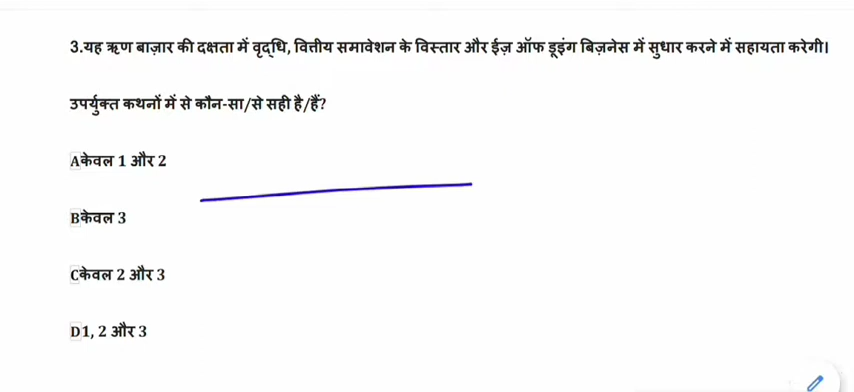 3.यह ऋण बाज़ार की दक्षता में वृद्धि, वित्तीय समावेशन के विस्तार और ईज़ ऑफ डूइंग बिज़नेस में सुधार करने में सहायता करेगी।
उपर्युक्त कथनों में से कौन-सा/से सही है/हैं?
Aकेवल 1 और 2
Bकेवल 3
Cकेवल 2 और 3
D1, 2 और 3